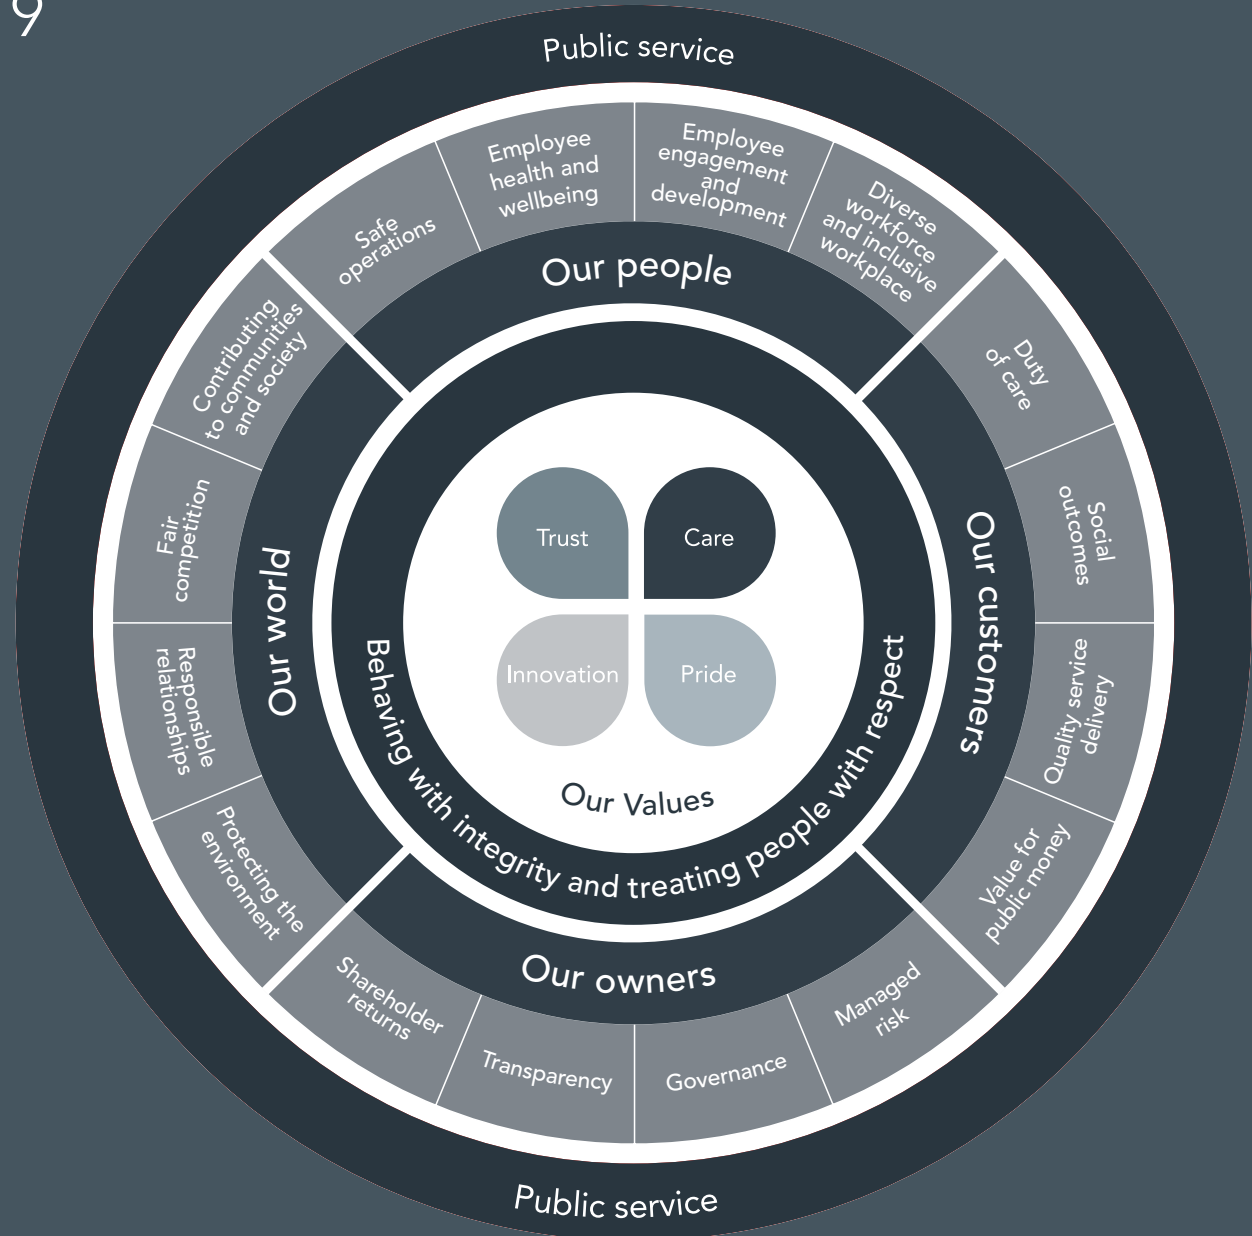 9
Public service
Safe
operations
Employee
health and
wellbeing
Employee
engagement
and
development
Diverse
workforce
and inclusive
workplace
Our people
Duty
of care
Social
outcomes
Quality service
delivery
Value for
public money
Our customers
Managed
risk
Governance
Transparency
Shareholder
returns
Our owners
Protecting the
environment
Responsible
relationships
Fair
competition
Contributing
to communities
and society
Our world
Trust
Care
Innovation
Pride
Our Values
Behaving with integrity and treating people with respect
Public service